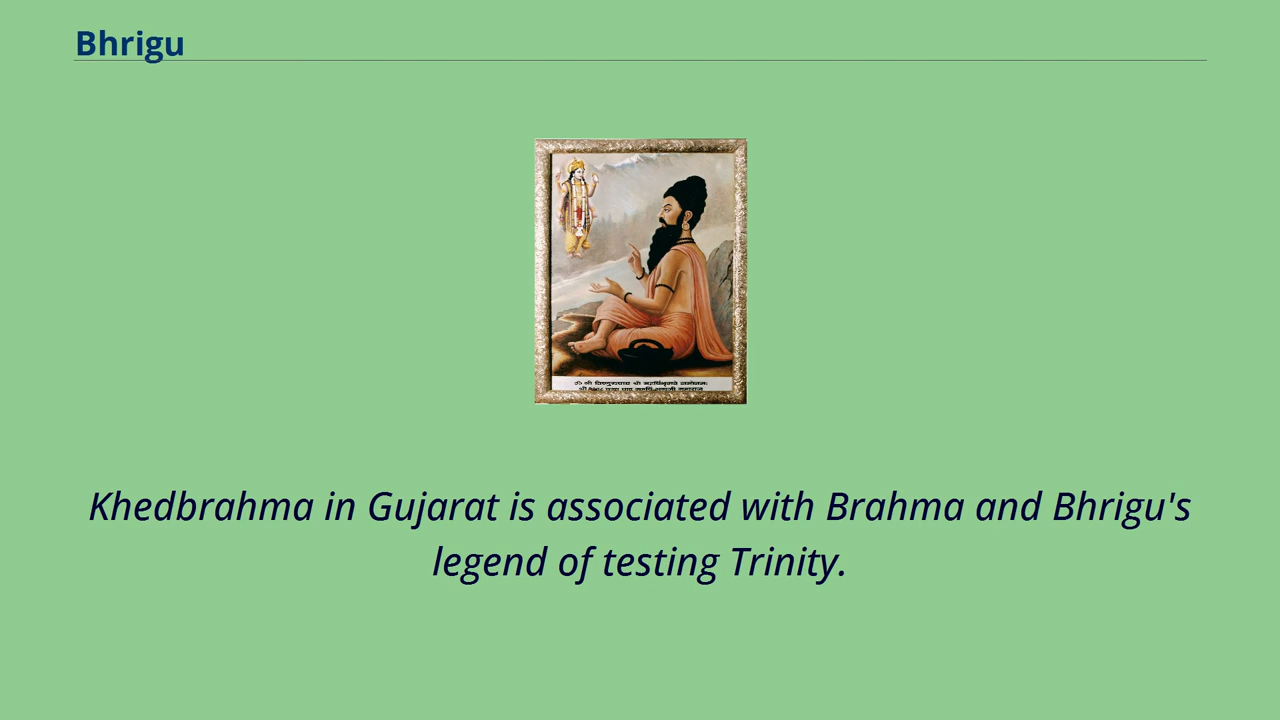 Bhrigu
ॐ श्री
श्री
Khedbrahma in Gujarat is associated with Brahma and Bhrigu's
legend of testing Trinity.